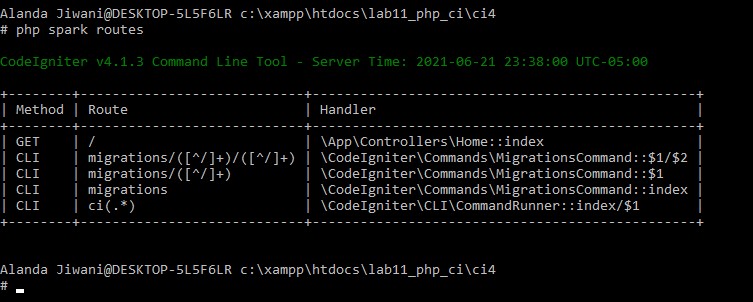 Alanda Jiwani@DESKTOP-5L5F6LR c:\xampp\htdocs\lab11_php_ci\ci4
# php spark routes
CodeIgniter v4.1.3 Command Line Tool - Server Time: 2021-06-21 23:38:00 UTC-05:00
+--------+-------------------------+-------------------------------------------------+
| Method | Route | Handler |
+--------+-------------------------+-------------------------------------------------+
| GET | / | \App\Controllers\Home::index |
| CLI | migrations/([^/]+)/([^/]+) | \CodeIgniter\Commands\MigrationsCommand::$1/$2 |
| CLI | migrations/([^/]+) | \CodeIgniter\Commands\MigrationsCommand::$1 |
| CLI | migrations | \CodeIgniter\Commands\MigrationsCommand::index |
| CLI | ci(.*) | \CodeIgniter\CLI\CommandRunner::index/$1 |
+--------+-------------------------+-------------------------------------------------+
Alanda Jiwani@DESKTOP-5L5F6LR c:\xampp\htdocs\lab11_php_ci\ci4
#